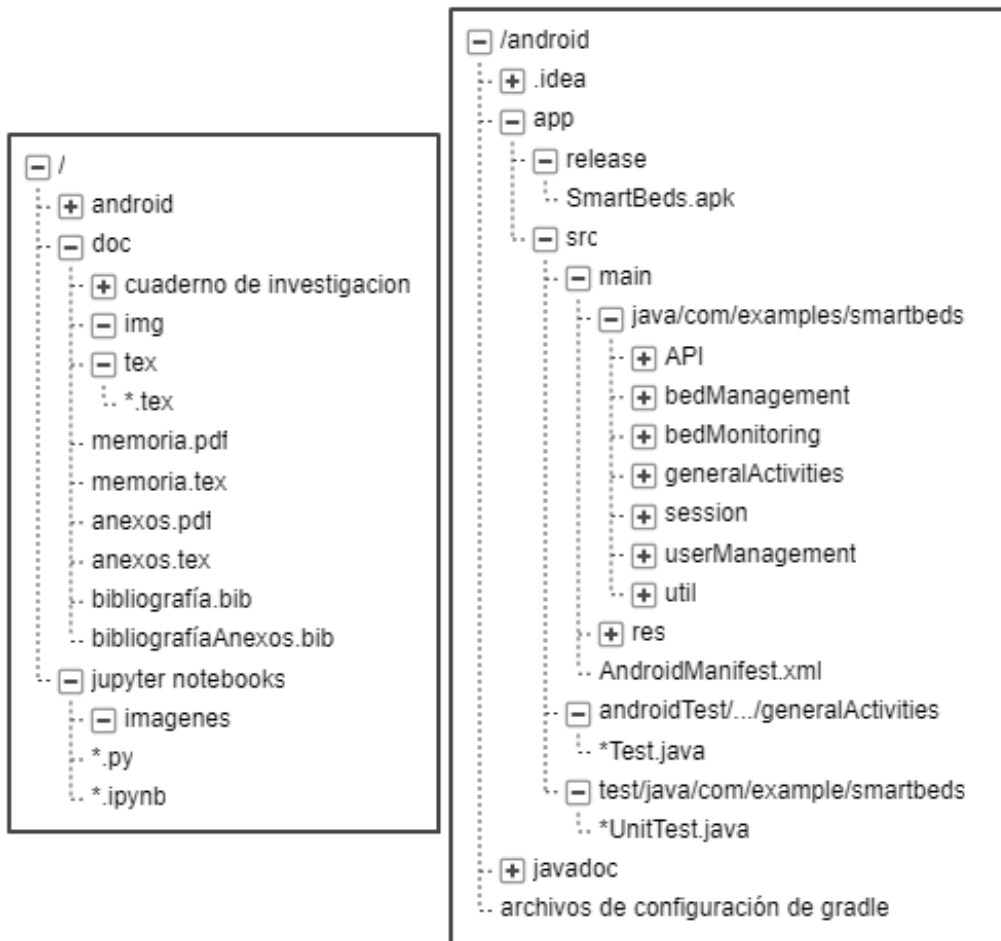 /
android
doc
cuaderno de investigacion
img
tex
*.tex
memoria.pdf
memoria.tex
anexos.pdf
anexos.tex
bibliografía.bib
bibliografíaAnexos.bib
jupyter notebooks
imagenes
*.py
*.ipynb
/android
.idea
app
release
SmartBeds.apk
src
main
java/com/examples/smartbeds
API
bedManagement
bedMonitoring
generalActivities
session
userManagement
util
res
AndroidManifest.xml
androidTest/.../generalActivities
*Test.java
test/java/com/example/smartbeds
*UnitTest.java
javadoc
archivos de configuración de gradle